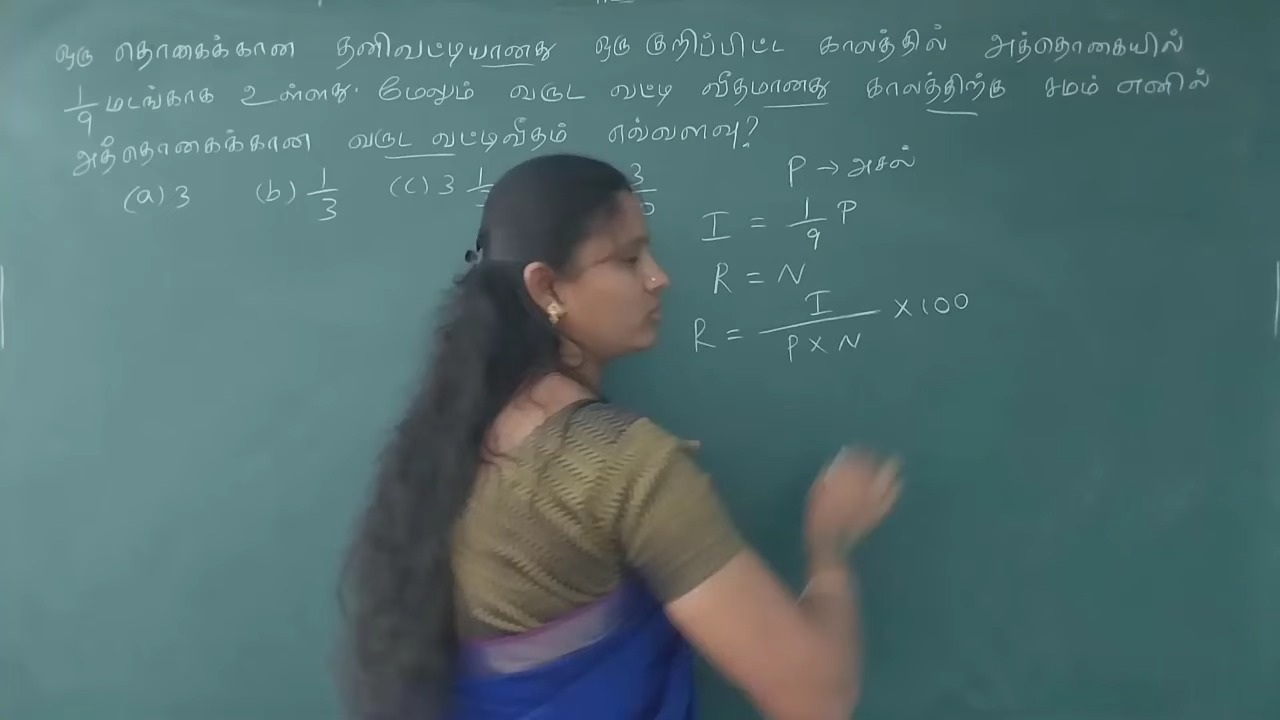 ஒரு தொகைக்கான தனிவட்டியானது ஒரு குறிப்பிட்ட காலத்தில் அத்தொகையில்
1/9 மடங்காக உள்ளது. மேலும் வருட வட்டி வீதமானது காலத்திற்கு சமம் எனில்
அத்தொகைக்கான வருட வட்டிவீதம் எவ்வளவு?
(a) 3 (b) 1/3 (c) 3 3
P → அசல்
I = 1/9 P
R = N
R = I / P × N × 100